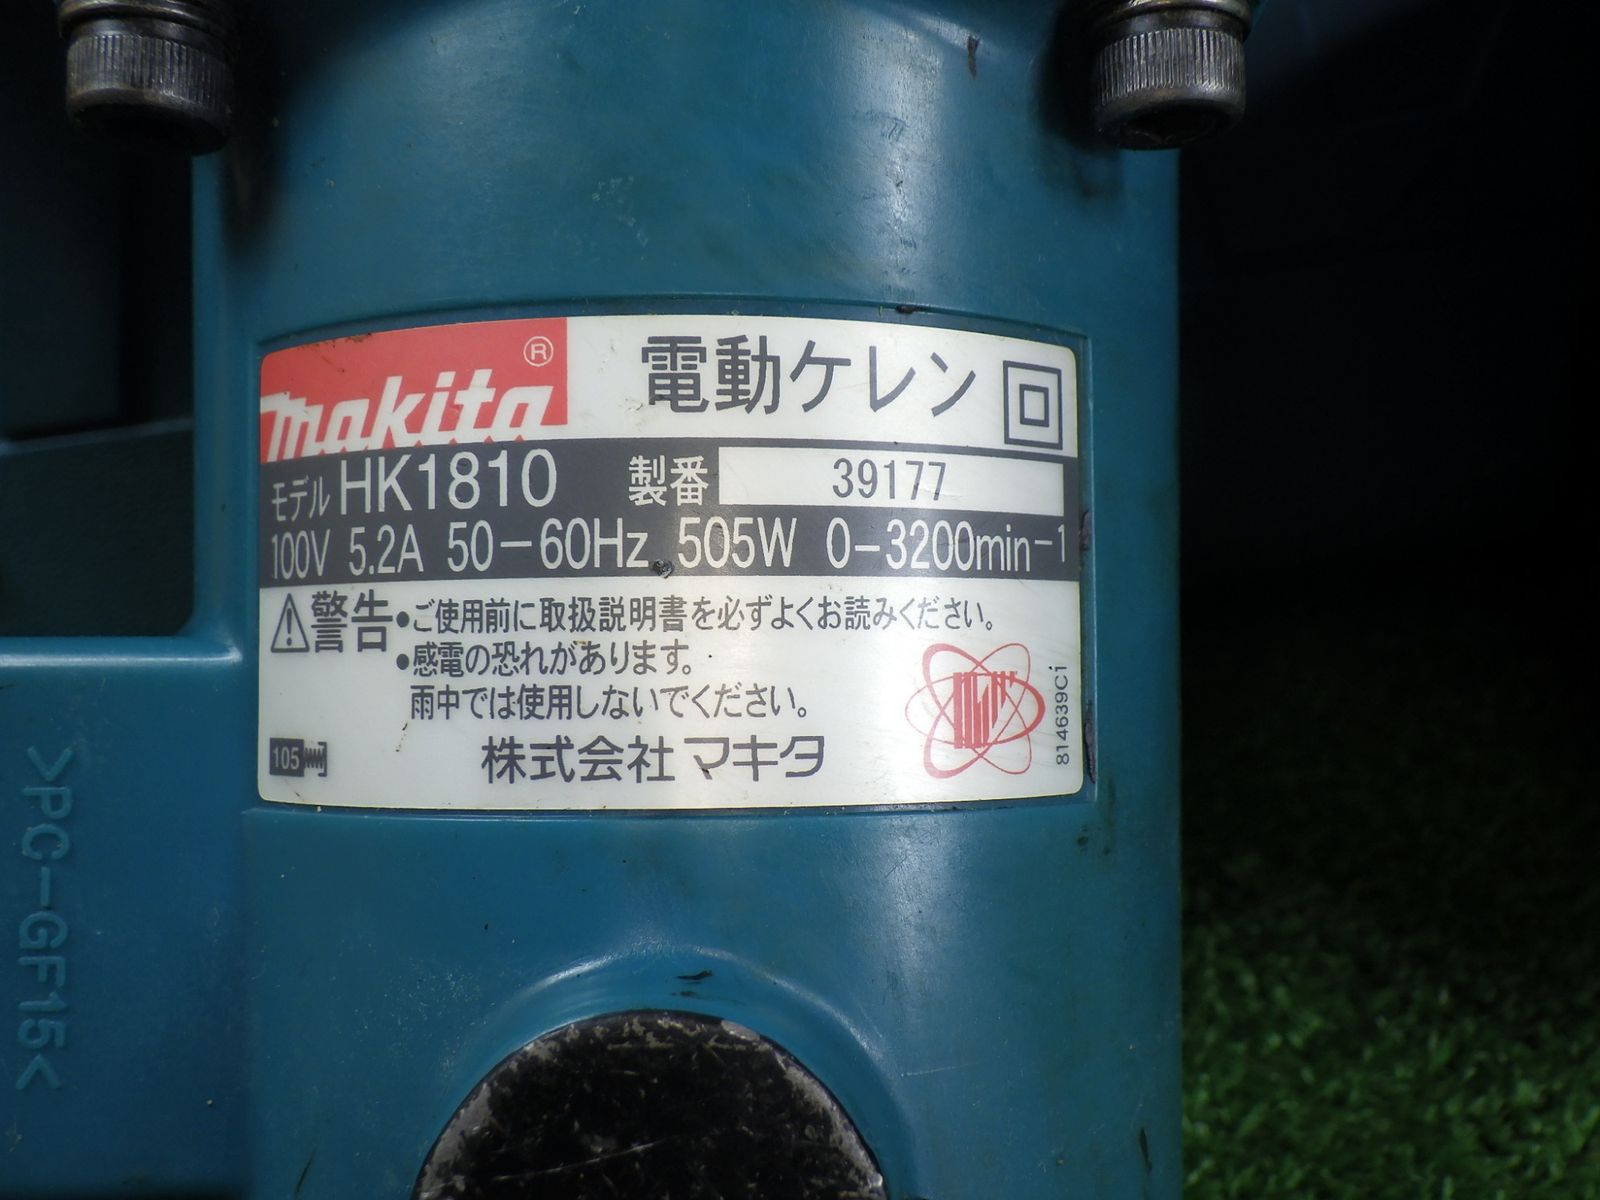 makita®
電動ケレン
モデル HK1810 製番 39177
100V 5.2A 50-60Hz 505W 0-3200min-1
⚠警告 •ご使用前に取扱説明書を必ずよくお読みください。
•感電の恐れがあります。
雨中では使用しないでください。
105
株式会社 マキタ
814639Ci
>PC-GF15<